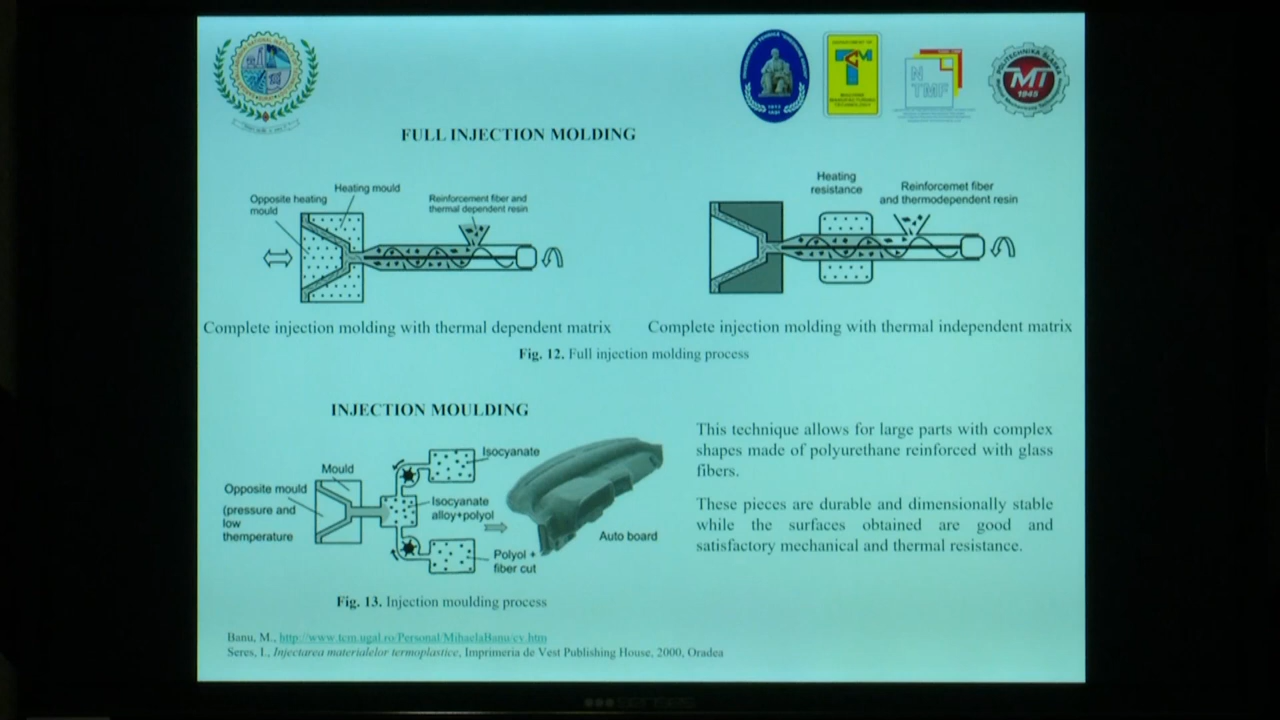 FULL INJECTION MOLDING
Opposite heating
mould
Heating mould
Reinforcement fiber and
thermal dependent resin
Heating
resistance
Reinforcemet fiber
and thermodependent resin
Complete injection molding with thermal dependent matrix
Complete injection molding with thermal independent matrix
Fig. 12. Full injection molding process
INJECTION MOULDING
Mould
Opposite mould
(pressure and
low
themperature
Isocyanate
Isocyanate
alloy+polyol
Polyol +
fiber cut
Auto board
Fig. 13. Injection moulding process
This technique allows for large parts with complex
shapes made of polyurethane reinforced with glass
fibers.
These pieces are durable and dimensionally stable
while the surfaces obtained are good and
satisfactory mechanical and thermal resistance.
Banu, M., http://www.tcm.ugal.ro/Personal/MihaelaBanu/cv.htm
Seres, I., Injectarea materialelor termoplastice, Imprimeria de Vest Publishing House, 2000, Oradea
N
TMF
POLITECHNIKA ŚLĄSKA
MT
1945